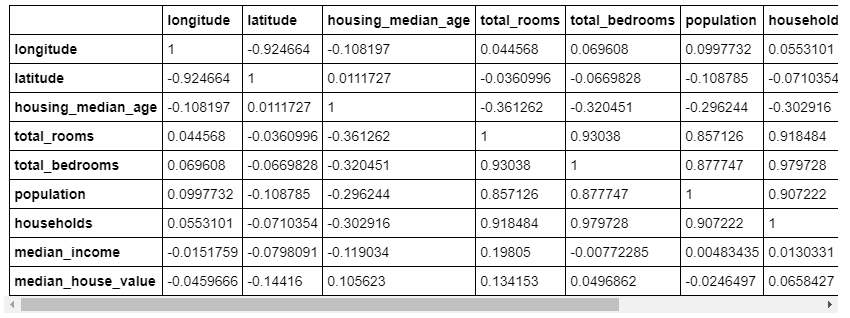 longitude latitude housing_median_age total_rooms total_bedrooms population household
longitude 1 -0.924664 -0.108197 0.044568 0.069608 0.0997732 0.0553101
latitude -0.924664 1 0.0111727 -0.0360996 -0.0669828 -0.108785 -0.0710354
housing_median_age -0.108197 0.0111727 1 -0.361262 -0.320451 -0.296244 -0.302916
total_rooms 0.044568 -0.0360996 -0.361262 1 0.93038 0.857126 0.918484
total_bedrooms 0.069608 -0.0669828 -0.320451 0.93038 1 0.877747 0.979728
population 0.0997732 -0.108785 -0.296244 0.857126 0.877747 1 0.907222
households 0.0553101 -0.0710354 -0.302916 0.918484 0.979728 0.907222 1
median_income -0.0151759 -0.0798091 -0.119034 0.19805 -0.00772285 0.00483435 0.0130331
median_house_value -0.0459666 -0.14416 0.105623 0.134153 0.0496862 -0.0246497 0.0658427